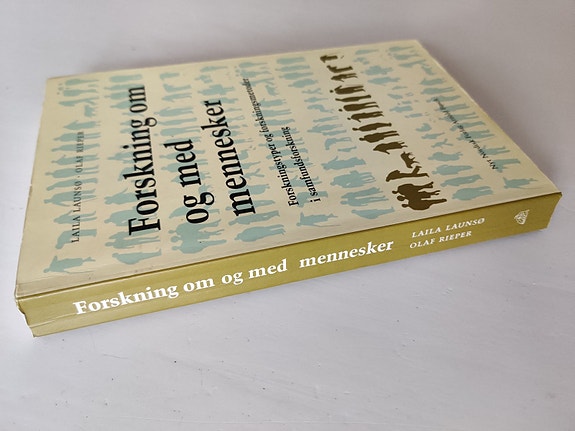 LAILA LAUNSØ · OLAF RIEPER
Forskning om
og med
mennesker
Forskningstyper og forskningsmetoder
i samfundsforskning
Forskning om og med mennesker
LAILA LAUNSØ
OLAF RIEPER